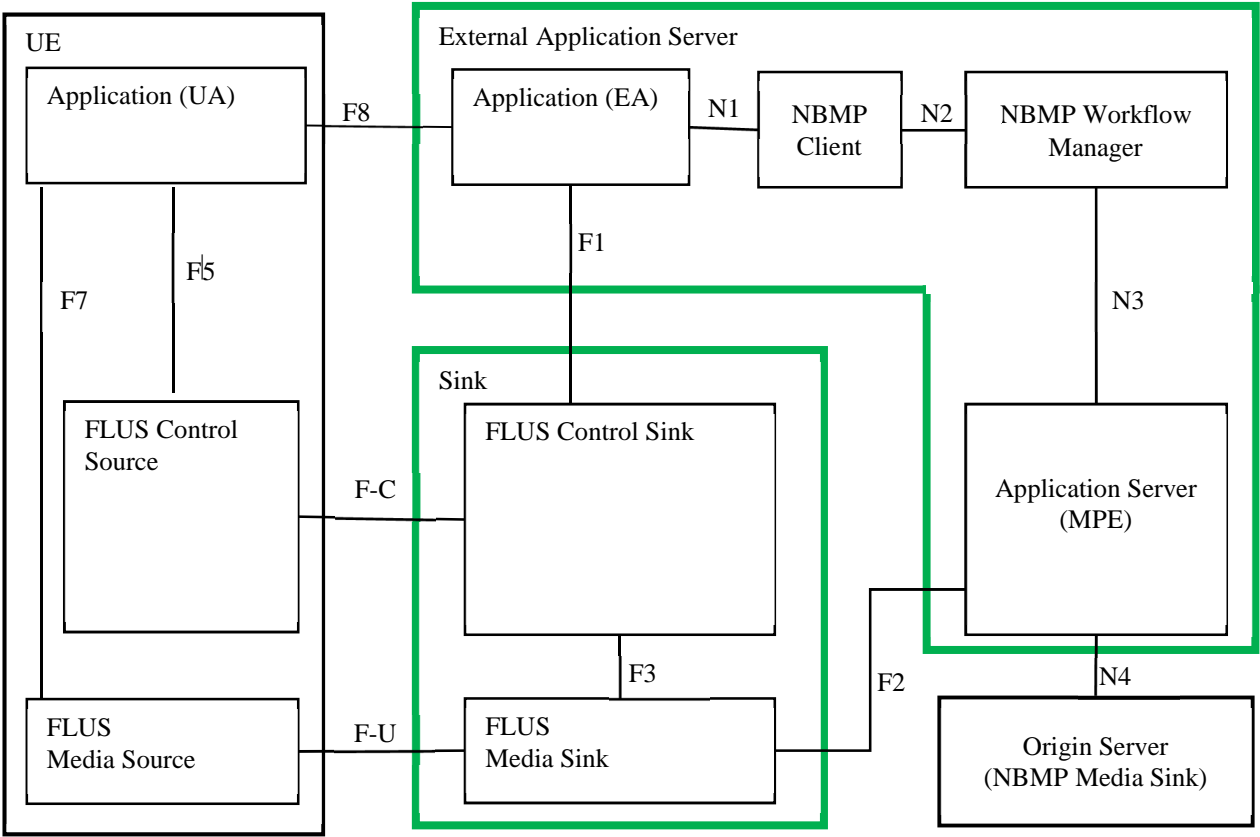 UE
External Application Server
Application (UA)
F8
Application (EA)
N1
NBMP
Client
N2
NBMP Workflow
Manager
F1
F5
F7
N3
Sink
FLUS Control
Source
FLUS Control Sink
F-C
Application Server
(MPE)
F3
F2
N4
FLUS
Media Source
F-U
FLUS
Media Sink
Origin Server
(NBMP Media Sink)